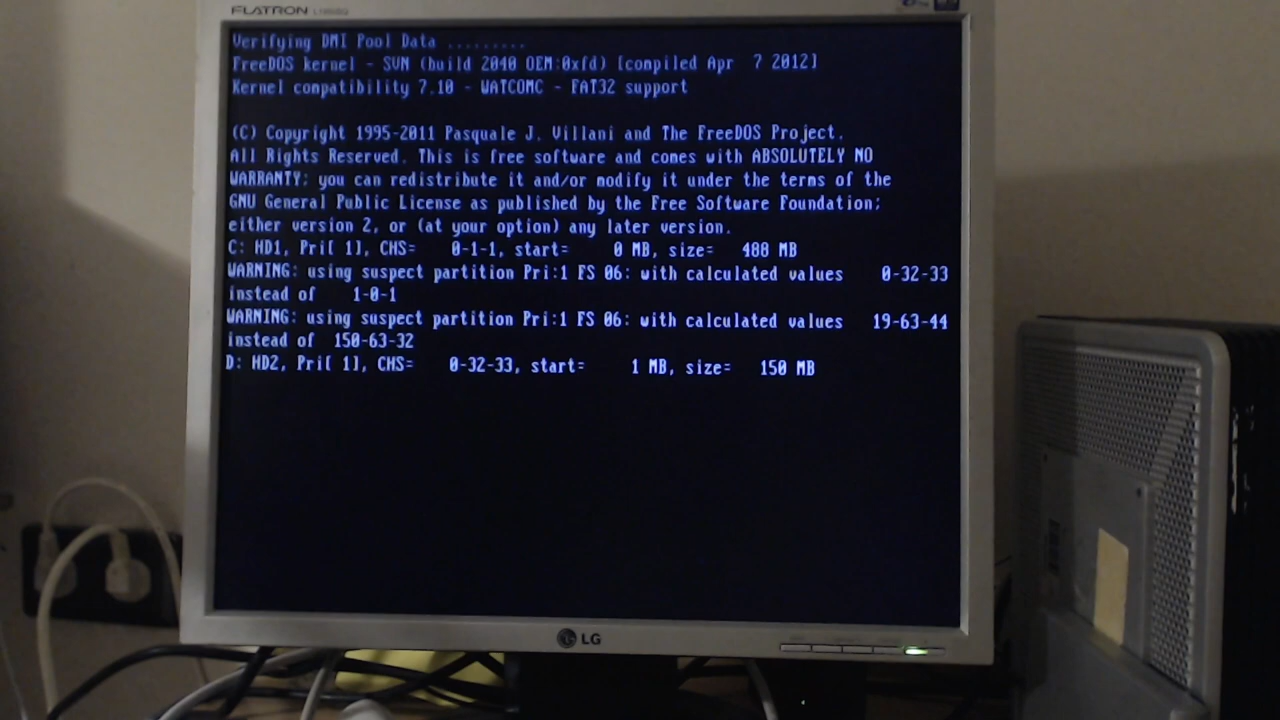 FLATRON
Verifying DMI Pool Data .........
FreeDOS kernel - SVN (build 2040 OEM:0xfd) [compiled Apr  7 2012]
Kernel compatibility 7.10 - WATCOMC - FAT32 support
(C) Copyright 1995-2011 Pasquale J. Villani and The FreeDOS Project.
All Rights Reserved. This is free software and comes with ABSOLUTELY NO
WARRANTY; you can redistribute it and/or modify it under the terms of the
GNU General Public License as published by the Free Software Foundation;
either version 2, or (at your option) any later version.
C: HD1, Pri[ 1], CHS=    0-1-1, start=     0 MB, size=   488 MB
WARNING: using suspect partition Pri:1 FS 06: with calculated values    0-32-33
instead of    1-0-1
WARNING: using suspect partition Pri:1 FS 06: with calculated values   19-63-44
instead of  150-63-32
D: HD2, Pri[ 1], CHS=    0-32-33, start=     1 MB, size=   150 MB
LG